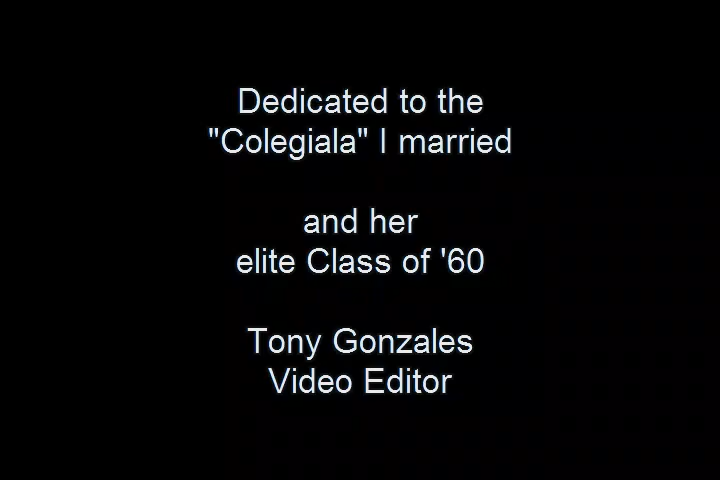 Dedicated to the
"Colegiala" I married
and her
elite Class of '60
Tony Gonzales
Video Editor